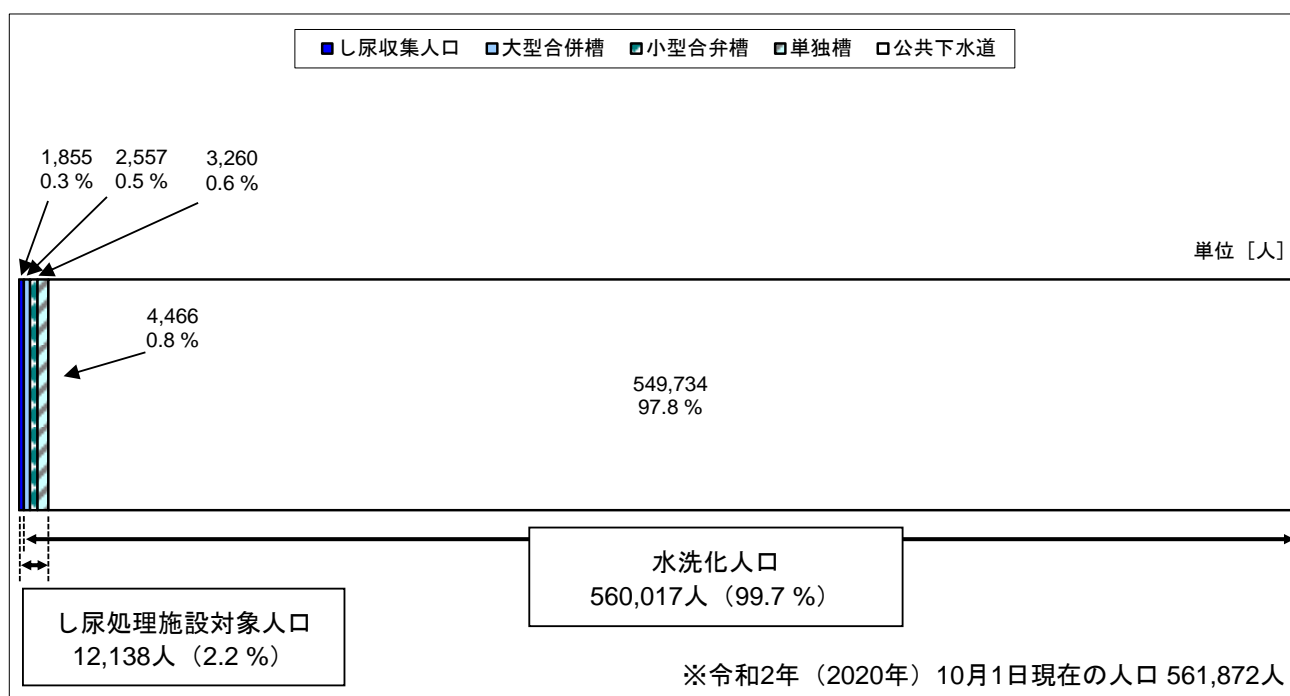 し尿収集人口 大型合併槽 小型合弁槽 単独槽 公共下水道
1,855 2,557 3,260
0.3 % 0.5 % 0.6 %
単位［人］
4,466
0.8 %
549,734
97.8 %
水洗化人口
560,017人（99.7 %）
し尿処理施設対象人口
12,138人（2.2 %）
※令和2年（2020年）10月1日現在の人口 561,872人